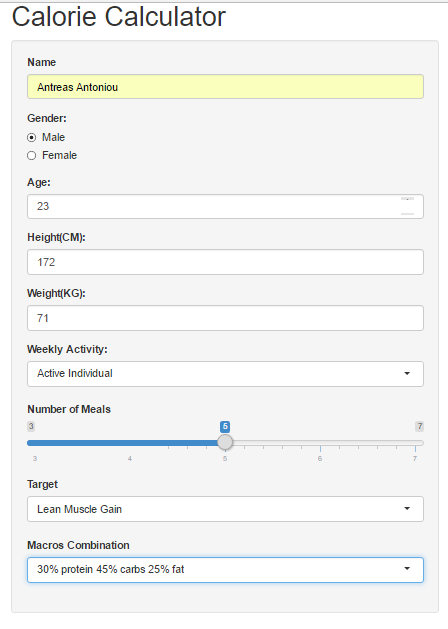 Calorie Calculator
Name
Antreas Antoniou
Gender:
Male
Female
Age:
23
Height(CM):
172
Weight(KG):
71
Weekly Activity:
Active Individual
Number of Meals
3 5 7
3 4 5 6 7
Target
Lean Muscle Gain
Macros Combination
30% protein 45% carbs 25% fat